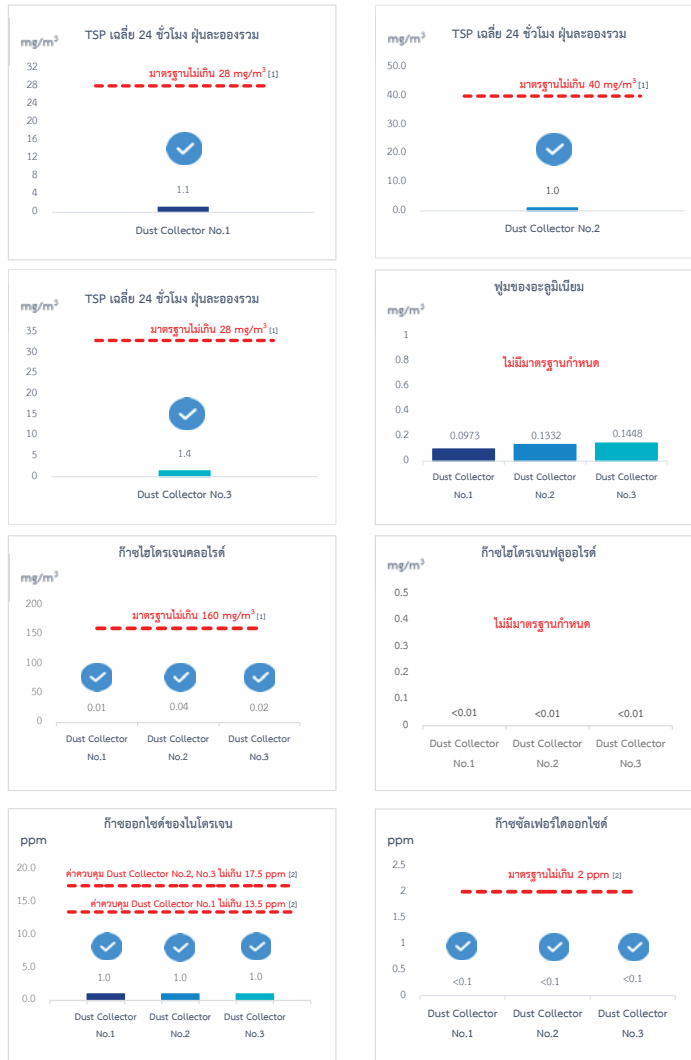 TSP เฉลี่ย 24 ชั่วโมง ฝุ่นละอองรวม
mg/m³
มาตรฐานไม่เกิน 28 mg/m³ [1]
32
28
24
20
16
12
8
4
0
1.1
Dust Collector No.1
TSP เฉลี่ย 24 ชั่วโมง ฝุ่นละอองรวม
mg/m³
มาตรฐานไม่เกิน 40 mg/m³ [1]
50.0
40.0
30.0
20.0
10.0
0.0
1.0
Dust Collector No.2
TSP เฉลี่ย 24 ชั่วโมง ฝุ่นละอองรวม
mg/m³
มาตรฐานไม่เกิน 28 mg/m³ [1]
35
30
25
20
15
10
5
0
1.4
Dust Collector No.3
ฟูมของอะลูมิเนียม
mg/m³
1
0.8
0.6
0.4
0.2
0
ไม่มีมาตรฐานกำหนด
0.0973 0.1332 0.1448
Dust Collector Dust Collector Dust Collector
No.1 No.2 No.3
ก๊าซไฮโดรเจนคลอไรด์
mg/m³
มาตรฐานไม่เกิน 160 mg/m³ [1]
200
150
100
50
0
0.01 0.04 0.02
Dust Collector Dust Collector Dust Collector
No.1 No.2 No.3
ก๊าซไฮโดรเจนฟลูออไรด์
mg/m³
0.5
0.4
0.3
0.2
0.1
0
ไม่มีมาตรฐานกำหนด
<0.01 <0.01 <0.01
Dust Collector Dust Collector Dust Collector
No.1 No.2 No.3
ก๊าซออกไซด์ของไนโตรเจน
ppm
20.0
15.0
10.0
5.0
0.0
ค่าควบคุม Dust Collector No.2, No.3 ไม่เกิน 17.5 ppm [2]
ค่าควบคุม Dust Collector No.1 ไม่เกิน 13.5 ppm [2]
1.0 1.0 1.0
Dust Collector Dust Collector Dust Collector
No.1 No.2 No.3
ก๊าซซัลเฟอร์ไดออกไซด์
ppm
2.5
2
1.5
1
0.5
0
มาตรฐานไม่เกิน 2 ppm [2]
<0.1 <0.1 <0.1
Dust Collector Dust Collector Dust Collector
No.1 No.2 No.3